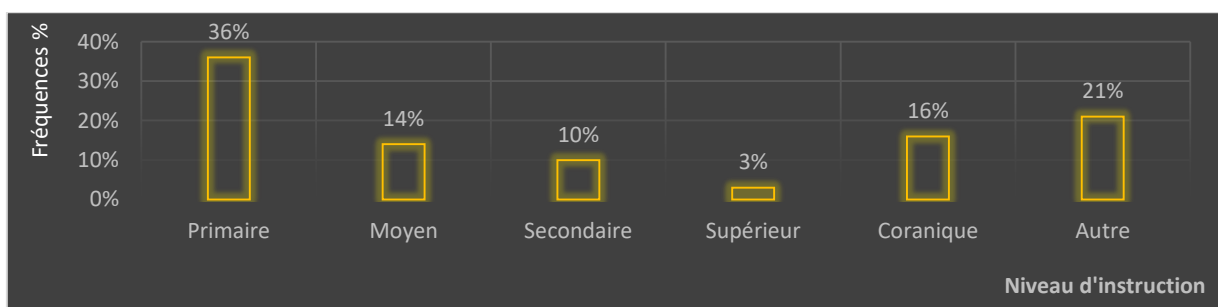 Fréquences %
40%
30%
20%
10%
0%
36%
14%
10%
3%
16%
21%
Primaire
Moyen
Secondaire
Supérieur
Coranique
Autre
Niveau d'instruction